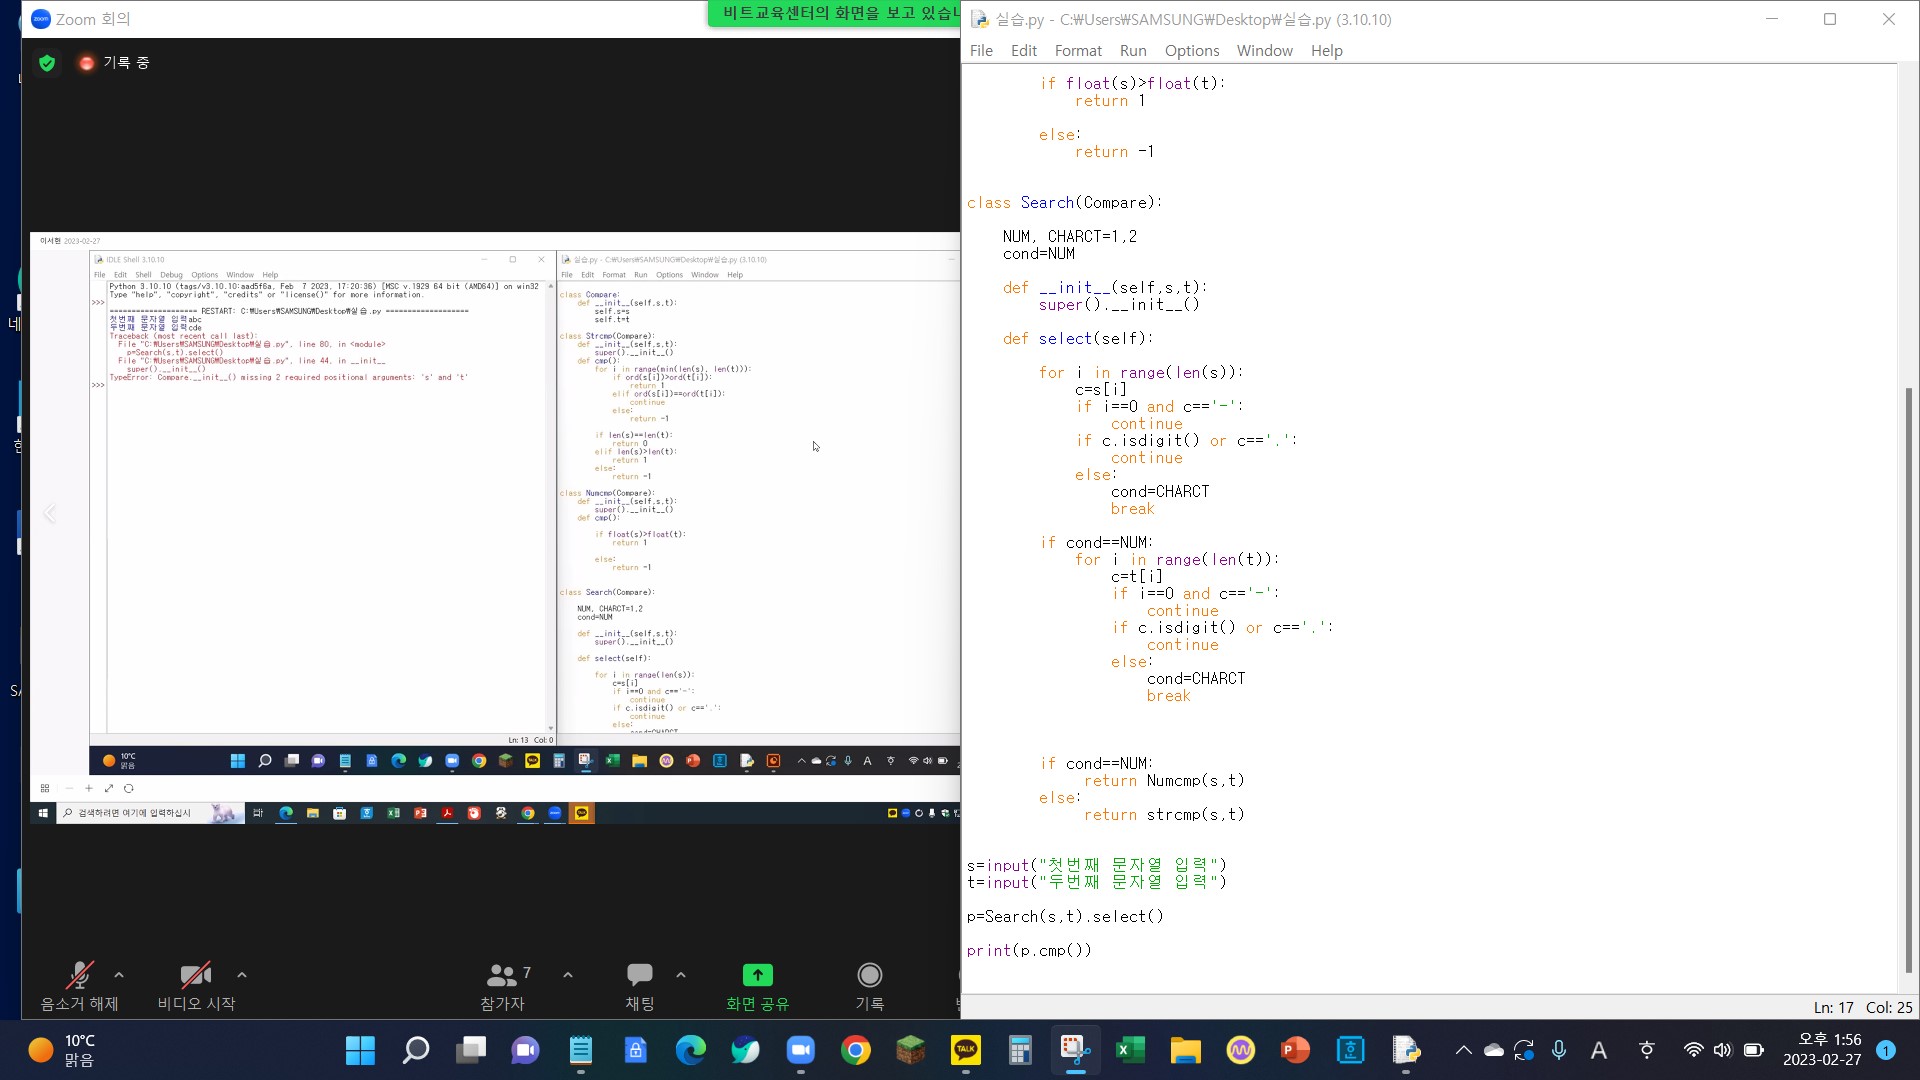 Zoom 회의
비트교육센터의 화면을 보고 있습니
기록 중
이서현 2023-02-27
IDLE Shell 3.10.10
File Edit Shell Debug Options Window Help
Python 3.10.10 (tags/v3.10.10:aad5f6a, Feb 7 2023, 17:20:36) [MSC v.1929 64 bit (AMD64)] on win32
Type "help", "copyright", "credits" or "license()" for more information.
>>>
=================== RESTART: C:₩Users₩SAMSUNG₩Desktop₩실습.py ===================
첫번째 문자열 입력abc
두번째 문자열 입력cde
Traceback (most recent call last):
File "C:₩Users₩SAMSUNG₩Desktop₩실습.py", line 80, in <module>
p=Search(s,t).select()
File "C:₩Users₩SAMSUNG₩Desktop₩실습.py", line 44, in __init__
super().__init__()
TypeError: Compare.__init__() missing 2 required positional arguments: 's' and 't'
>>>
Ln: 13 Col: 0
실습.py - C:₩Users₩SAMSUNG₩Desktop₩실습.py (3.10.10)
File Edit Format Run Options Window Help
class Compare:
    def __init__(self,s,t):
        self.s=s
        self.t=t
class Strcmp(Compare):
    def __init__(self,s,t):
        super().__init__()
    def cmp():
        for i in range(min(len(s), len(t))):
            if ord(s[i])>ord(t[i]):
                return 1
            elif ord(s[i])==ord(t[i]):
                continue
            else:
                return -1
        if len(s)==len(t):
            return 0
        elif len(s)>len(t):
            return 1
        else:
            return -1
class Numcmp(Compare):
    def __init__(self,s,t):
        super().__init__()
    def cmp():
        if float(s)>float(t):
            return 1
        else:
            return -1
class Search(Compare):
    NUM, CHARCT=1,2
    cond=NUM
    def __init__(self,s,t):
        super().__init__()
    def select(self):
        for i in range(len(s)):
            c=s[i]
            if i==0 and c=='-':
                continue
            if c.isdigit() or c=='.':
                continue
            else:
                cond=CHARCT
10°C
맑음
검색하려면 여기에 입력하십시
음소거 해제
비디오 시작
7
참가자
채팅
화면 공유
기록
실습.py - C:₩Users₩SAMSUNG₩Desktop₩실습.py (3.10.10)
File Edit Format Run Options Window Help
        if float(s)>float(t):
            return 1
        else:
            return -1
class Search(Compare):
    NUM, CHARCT=1,2
    cond=NUM
    def __init__(self,s,t):
        super().__init__()
    def select(self):
        for i in range(len(s)):
            c=s[i]
            if i==0 and c=='-':
                continue
            if c.isdigit() or c=='.':
                continue
            else:
                cond=CHARCT
                break
        if cond==NUM:
            for i in range(len(t)):
                c=t[i]
                if i==0 and c=='-':
                    continue
                if c.isdigit() or c=='.':
                    continue
                else:
                    cond=CHARCT
                    break
        if cond==NUM:
             return Numcmp(s,t)
        else:
             return strcmp(s,t)
s=input("첫번째 문자열 입력")
t=input("두번째 문자열 입력")
p=Search(s,t).select()
print(p.cmp())
Ln: 17 Col: 25
10°C
맑음
TALK
A
오후 1:56
2023-02-27
1